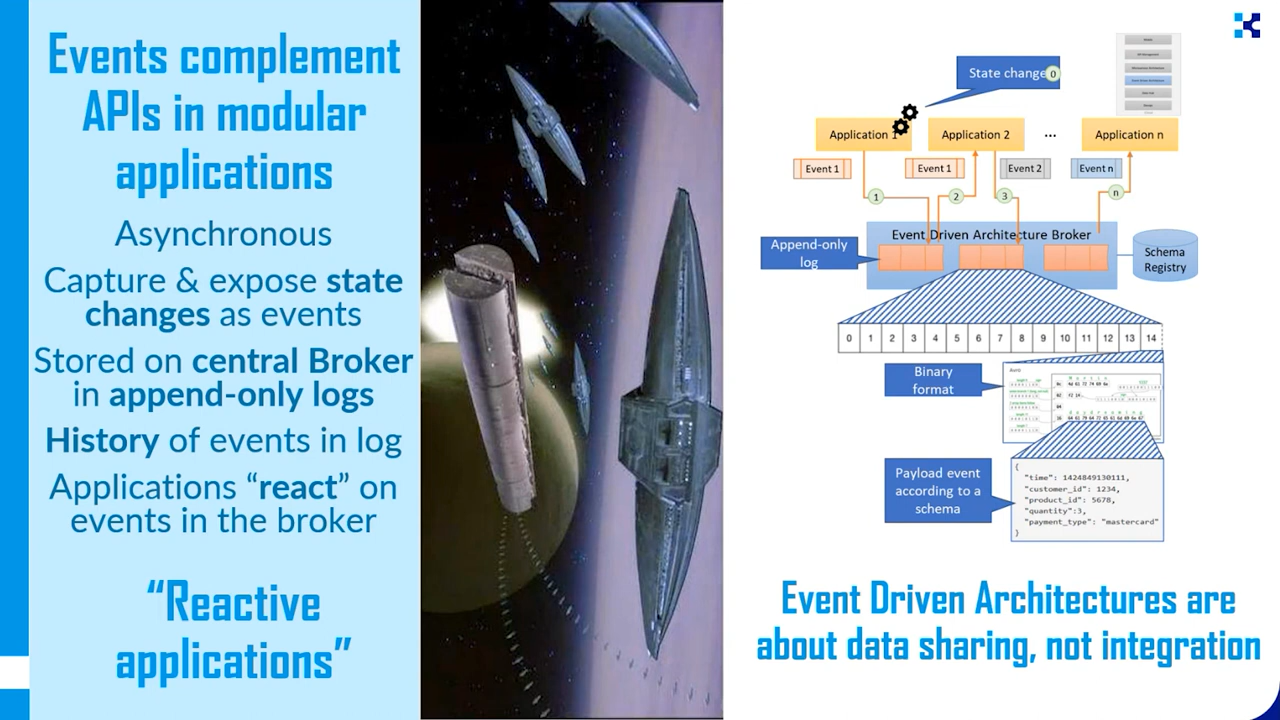 Events complement
APIs in modular
applications
Asynchronous
Capture & expose state
changes as events
Stored on central Broker
in append-only logs
History of events in log
Applications “react” on
events in the broker
“Reactive
applications”
State change 0
Application 1
Application 2
...
Application n
Event 1
Event 1
Event 2
Event n
1
2
3
n
Event Driven Architecture Broker
Append-only
log
Schema
Registry
0 1 2 3 4 5 6 7 8 9 10 11 12 13 14
Binary
format
Payload event
according to a
schema
{
"time": 1424849130111,
"customer_id": 1234,
"product_id": 5678,
"quantity":3,
"payment_type": "mastercard"
}
Event Driven Architectures are
about data sharing, not integration